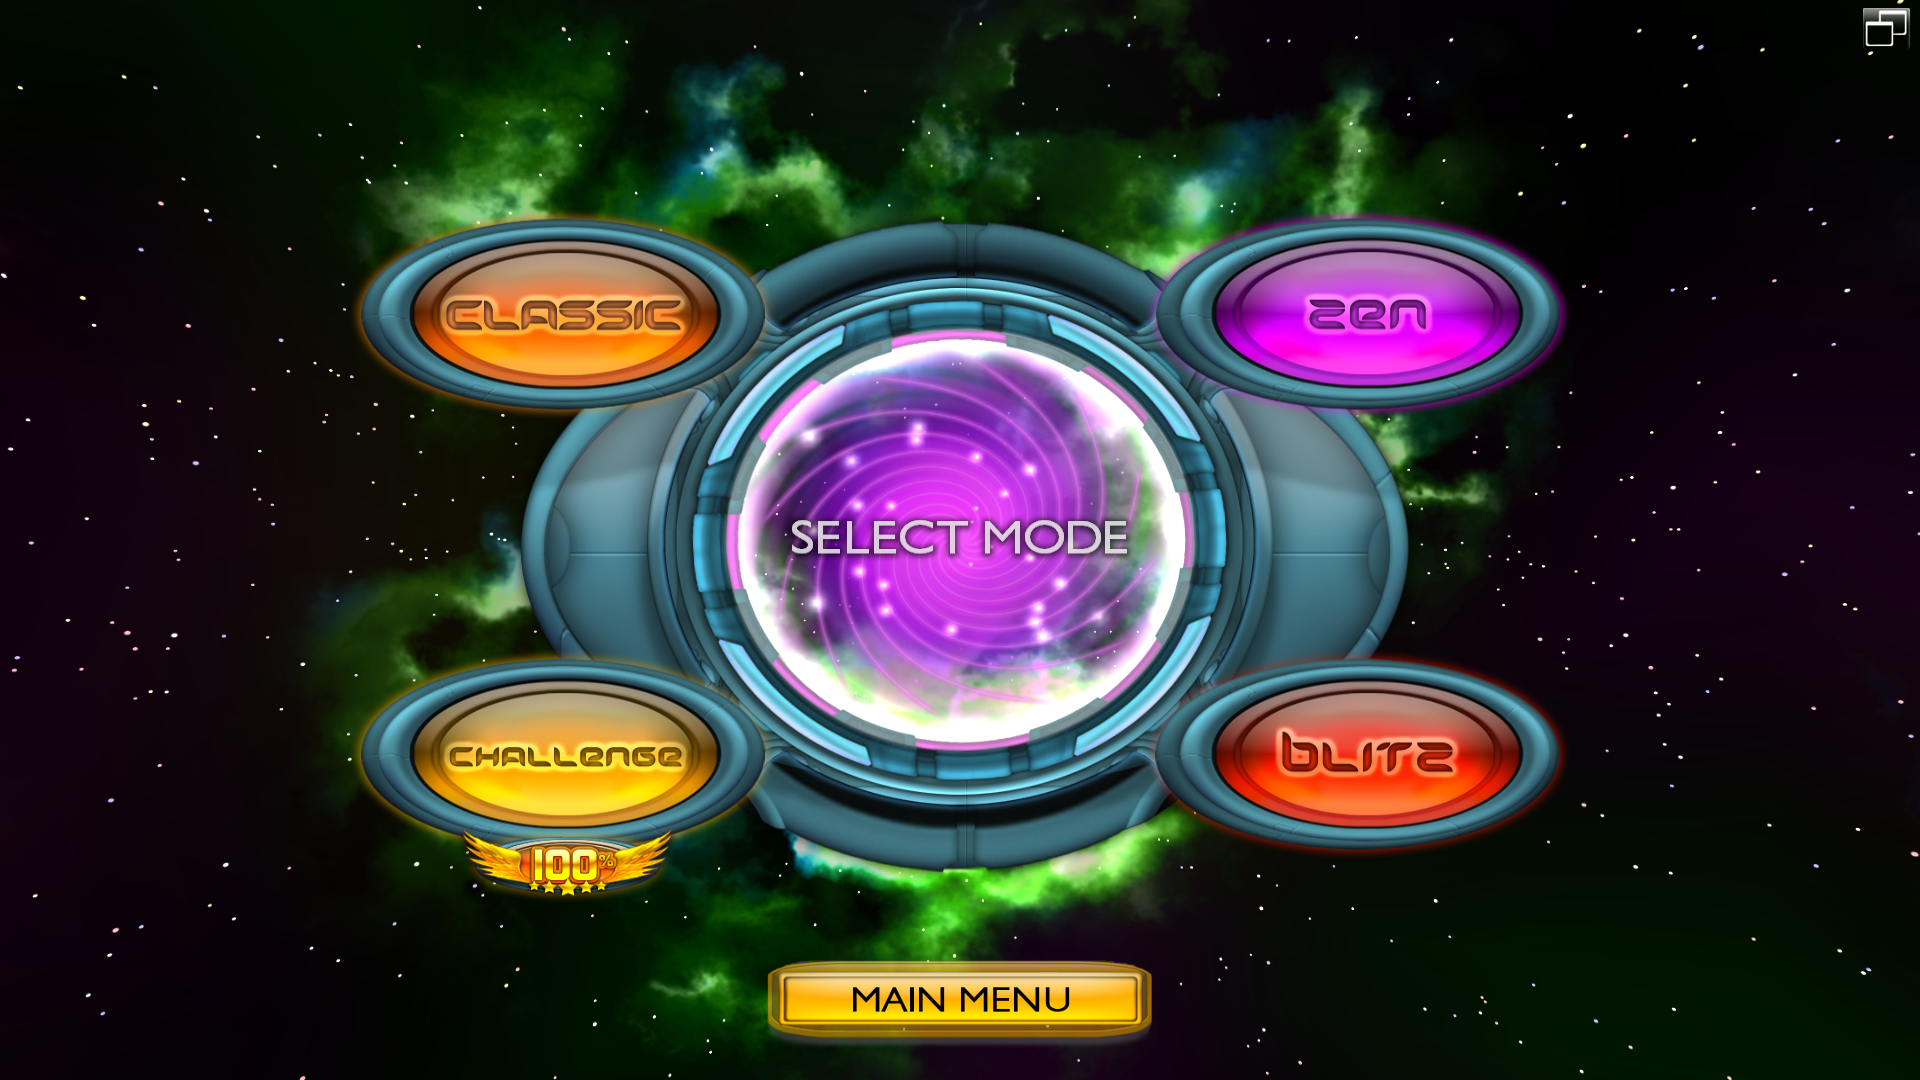 CLASSIC
ZEN
SELECT MODE
CHALLENGE
BLITZ
100%
MAIN MENU